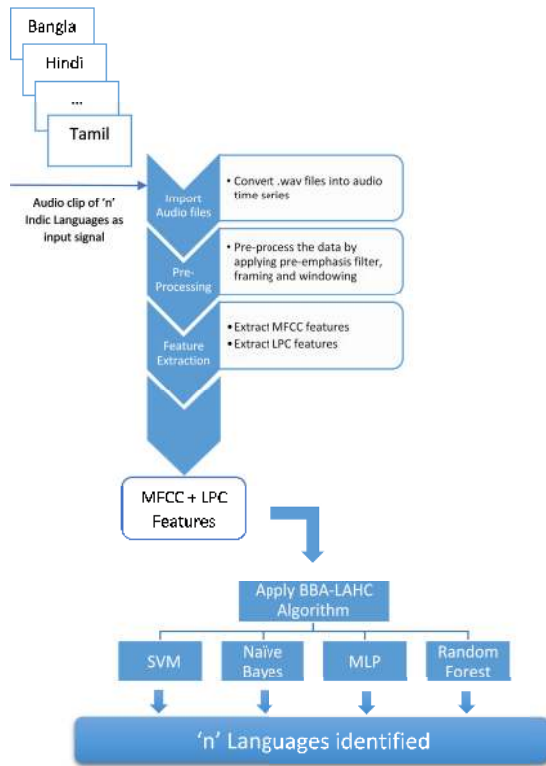 Bangla
Hindi
...
Tamil
Audio clip of 'n'
Indic Languages as
input signal
Import
Audio files
• Convert .wav files into audio
time series
Pre-
Processing
• Pre-process the data by
applying pre-emphasis filter,
framing and windowing
Feature
Extraction
• Extract MFCC features
• Extract LPC features
MFCC + LPC
Features
Apply BBA-LAHC
Algorithm
SVM
Naïve
Bayes
MLP
Random
Forest
'n' Languages identified